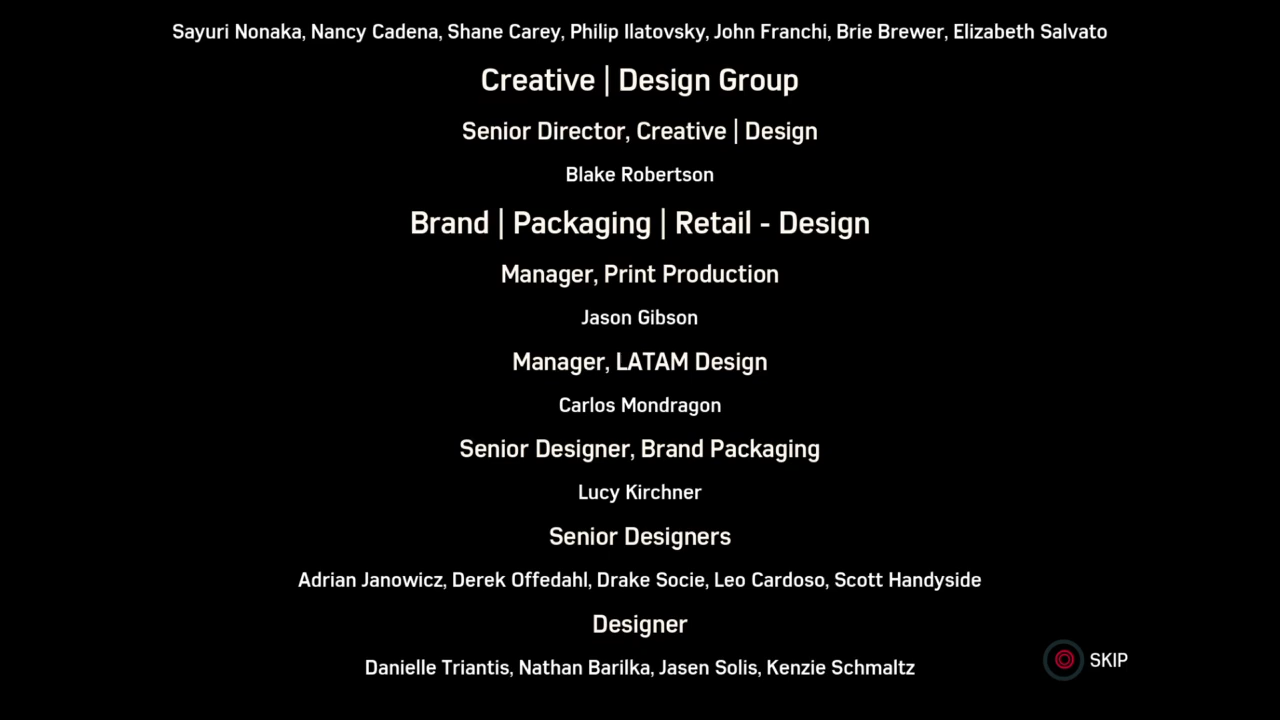 Sayuri Nonaka, Nancy Cadena, Shane Carey, Philip Ilatovsky, John Franchi, Brie Brewer, Elizabeth Salvato
Creative | Design Group
Senior Director, Creative | Design
Blake Robertson
Brand | Packaging | Retail - Design
Manager, Print Production
Jason Gibson
Manager, LATAM Design
Carlos Mondragon
Senior Designer, Brand Packaging
Lucy Kirchner
Senior Designers
Adrian Janowicz, Derek Offedahl, Drake Socie, Leo Cardoso, Scott Handyside
Designer
Danielle Triantis, Nathan Barilka, Jasen Solis, Kenzie Schmaltz
SKIP